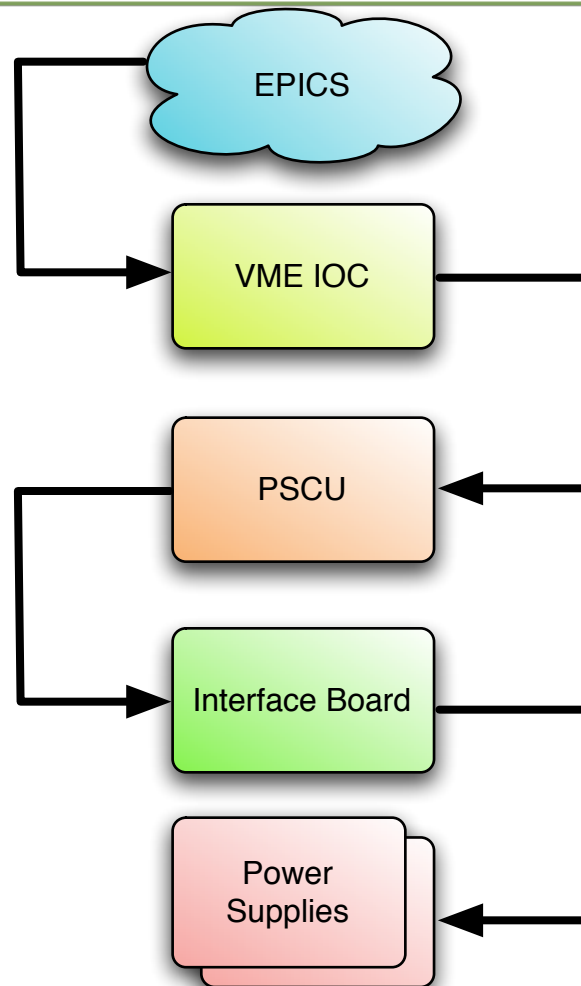 EPICS
VME IOC
PSCU
Interface Board
Power
Supplies